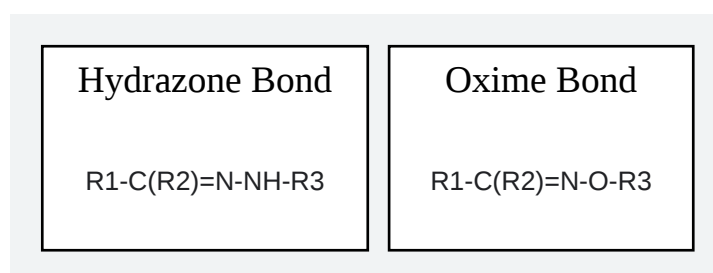 Hydrazone Bond
R1-C(R2)=N-NH-R3
Oxime Bond
R1-C(R2)=N-O-R3